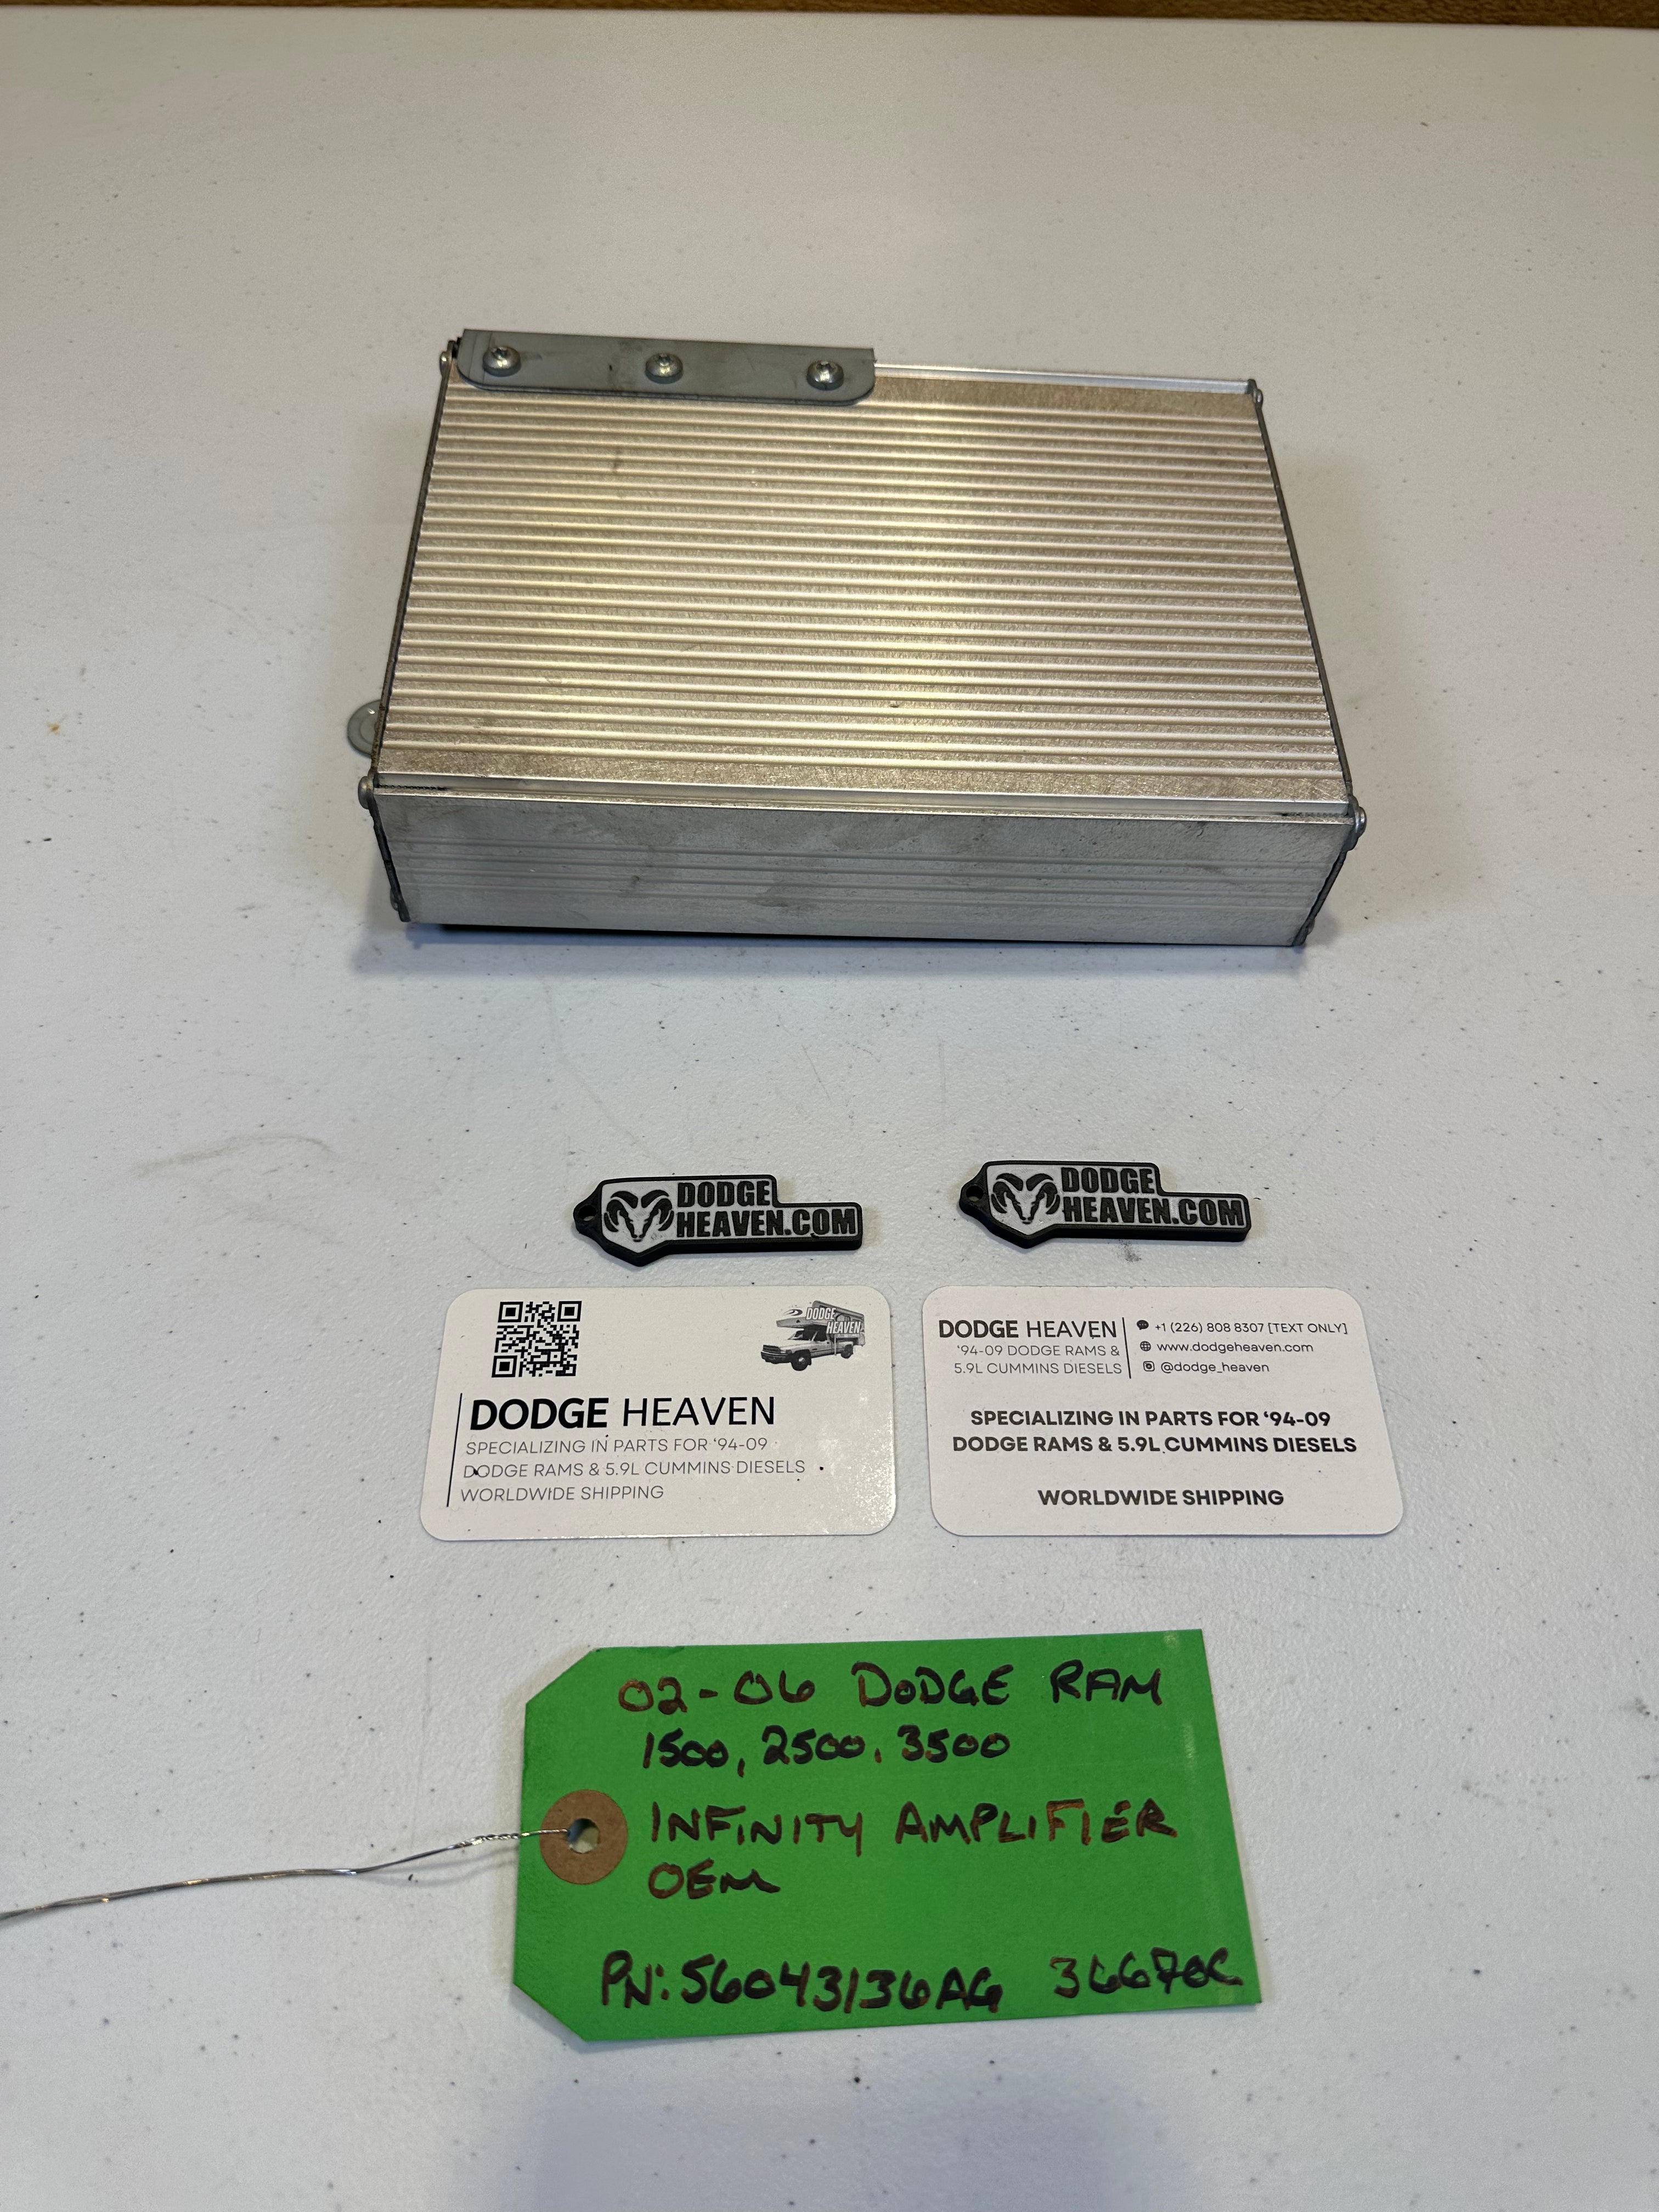 DODGE
HEAVEN.COM
DODGE
HEAVEN.COM
DODGE
HEAVEN
DODGE HEAVEN
SPECIALIZING IN PARTS FOR '94-09
DODGE RAMS & 5.9L CUMMINS DIESELS
WORLDWIDE SHIPPING
DODGE HEAVEN
'94-09 DODGE RAMS &
5.9L CUMMINS DIESELS
+1 (226) 808 8307 [TEXT ONLY]
www.dodgeheaven.com
@dodge_heaven
SPECIALIZING IN PARTS FOR '94-09
DODGE RAMS & 5.9L CUMMINS DIESELS
WORLDWIDE SHIPPING
02-06 DODGE RAM
1500, 2500, 3500
INFINITY AMPLIFIER
OEM
PN: 56043136AG 36670C